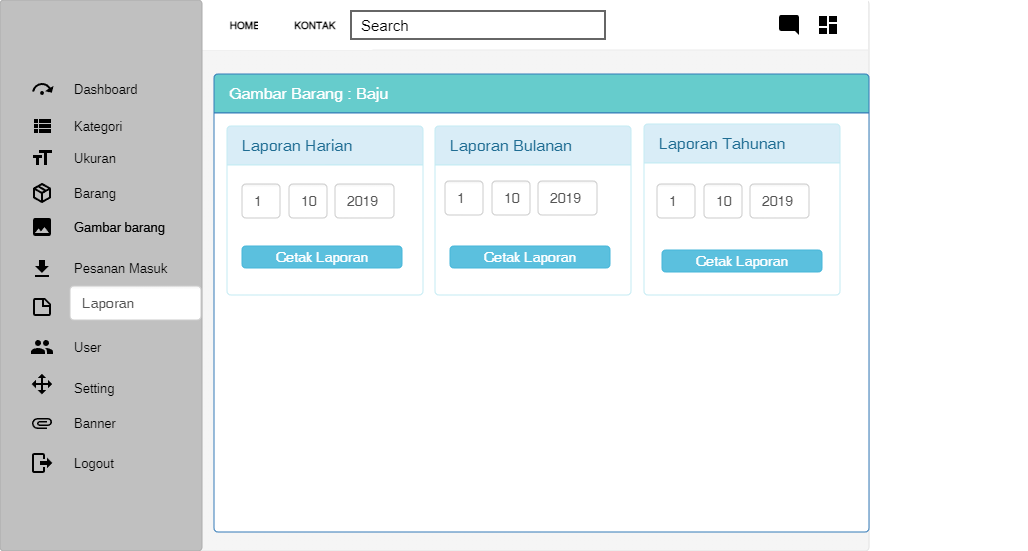 HOME KONTAK Search
Dashboard
Kategori
Ukuran
Barang
Gambar barang
Pesanan Masuk
Laporan
User
Setting
Banner
Logout
Gambar Barang : Baju
Laporan Harian
1 10 2019
Cetak Laporan
Laporan Bulanan
1 10 2019
Cetak Laporan
Laporan Tahunan
1 10 2019
Cetak Laporan